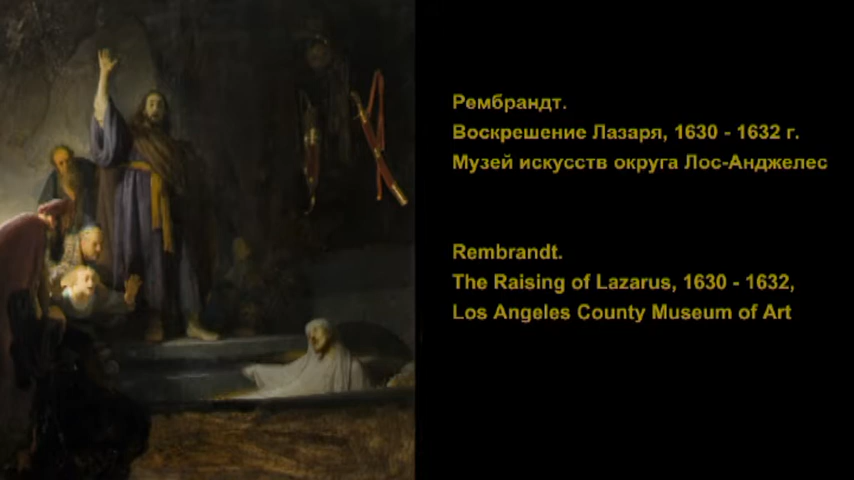 Рембрандт.
Воскрешение Лазаря, 1630 - 1632 г.
Музей искусств округа Лос-Анджелес
Rembrandt.
The Raising of Lazarus, 1630 - 1632,
Los Angeles County Museum of Art